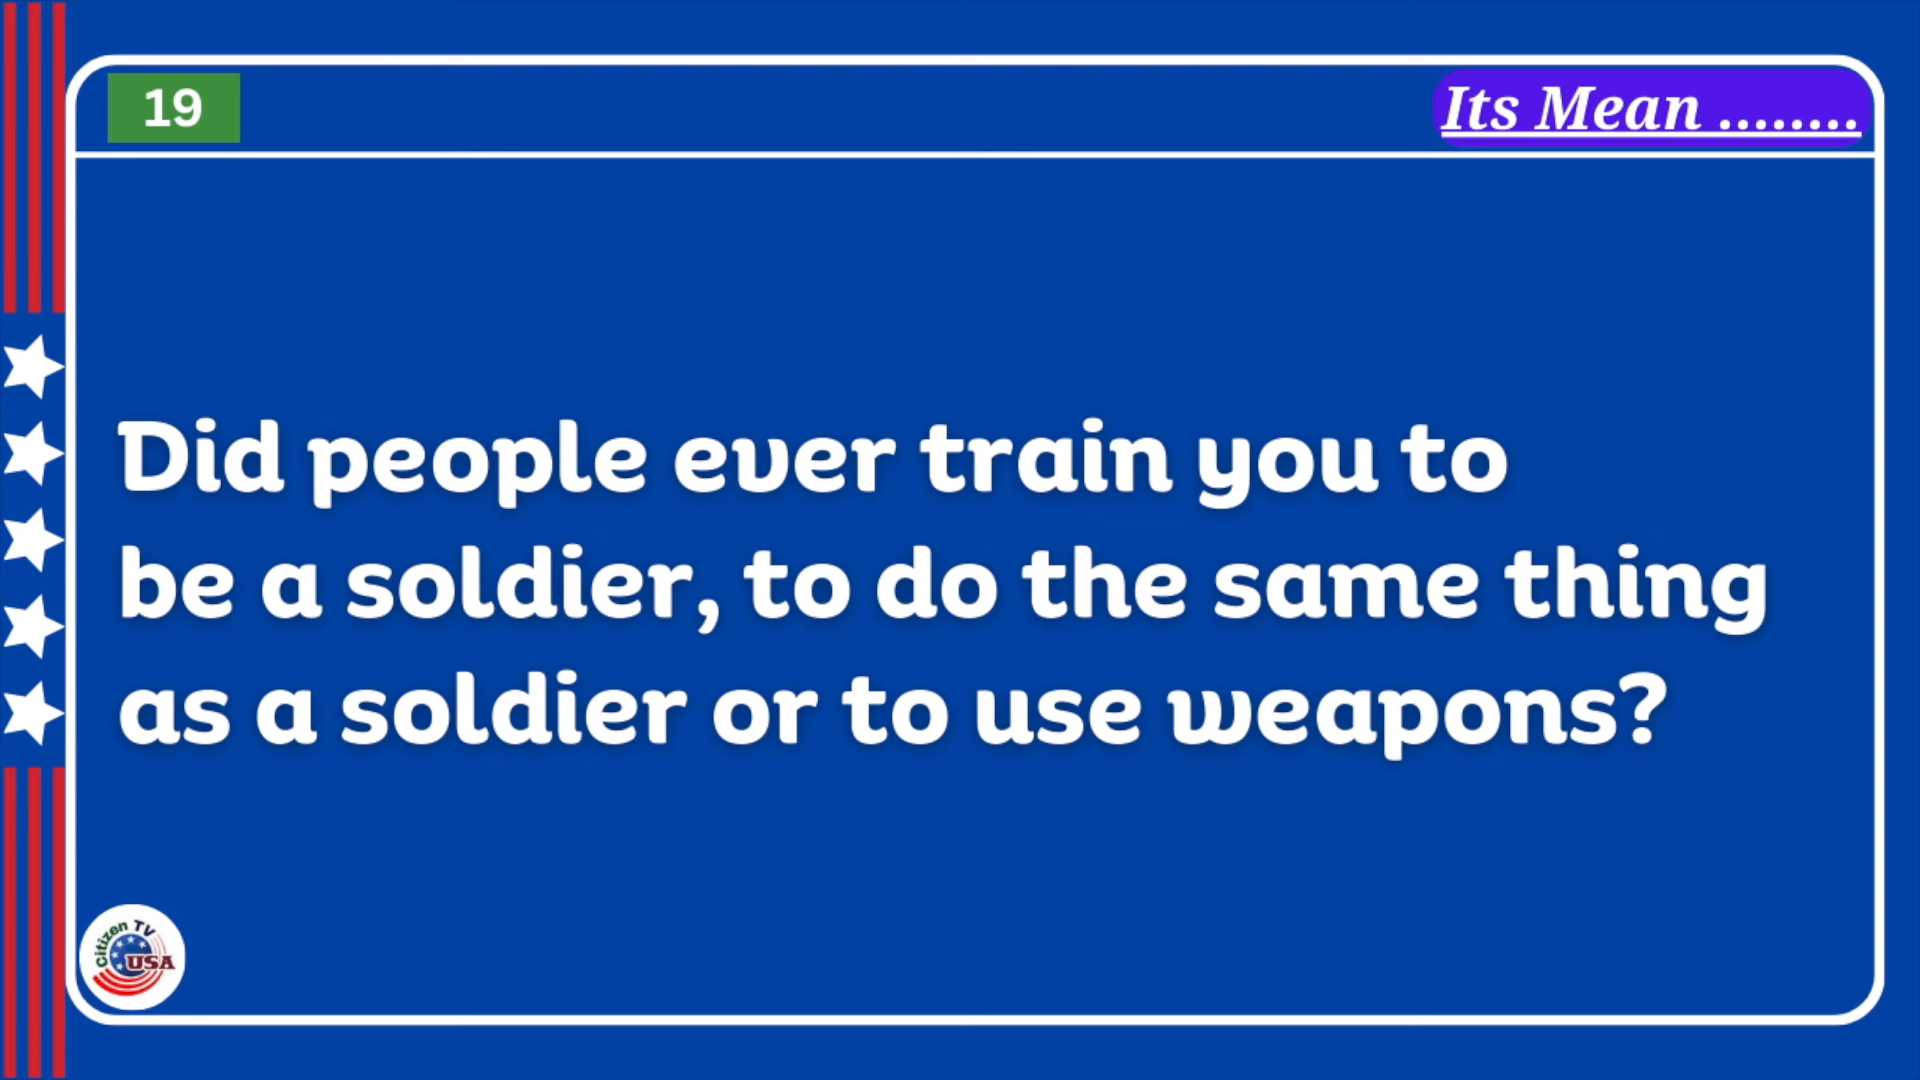 19
Its Mean ........
Did people ever train you to
be a soldier, to do the same thing
as a soldier or to use weapons?
Citizen TV
USA